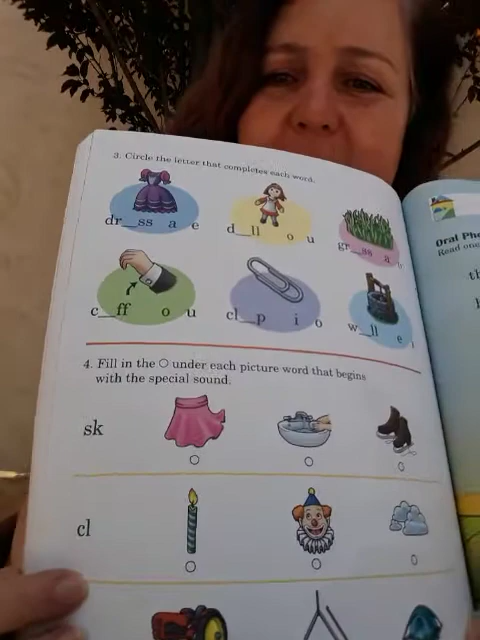 3. Circle the letter that completes each word.
dr__ss a e
d__ll o u
gr__ss a
c__ff o u
cl__p i o
w__ll e
4. Fill in the ○ under each picture word that begins
with the special sound.
sk
cl
Oral
Read